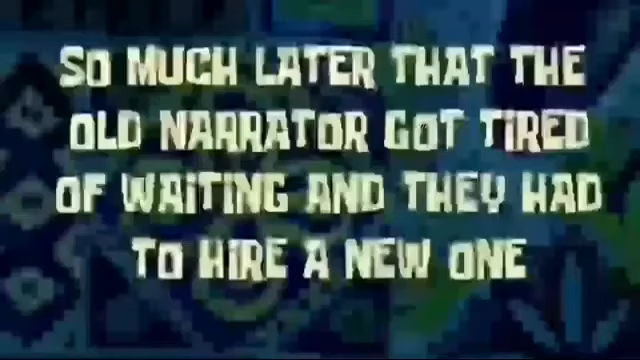 SO MUCH LATER THAT THE
OLD NARRATOR GOT TIRED
OF WAITING AND THEY HAD
TO HIRE A NEW ONE